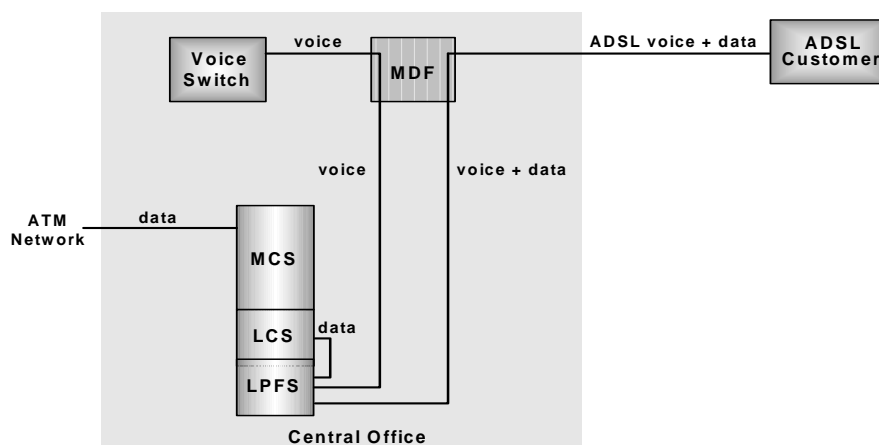 voice
ADSL voice + data
ADSL
Customer
Voice
Switch
MDF
voice
voice + data
ATM
Network
data
MCS
LCS
data
LPFS
Central Office